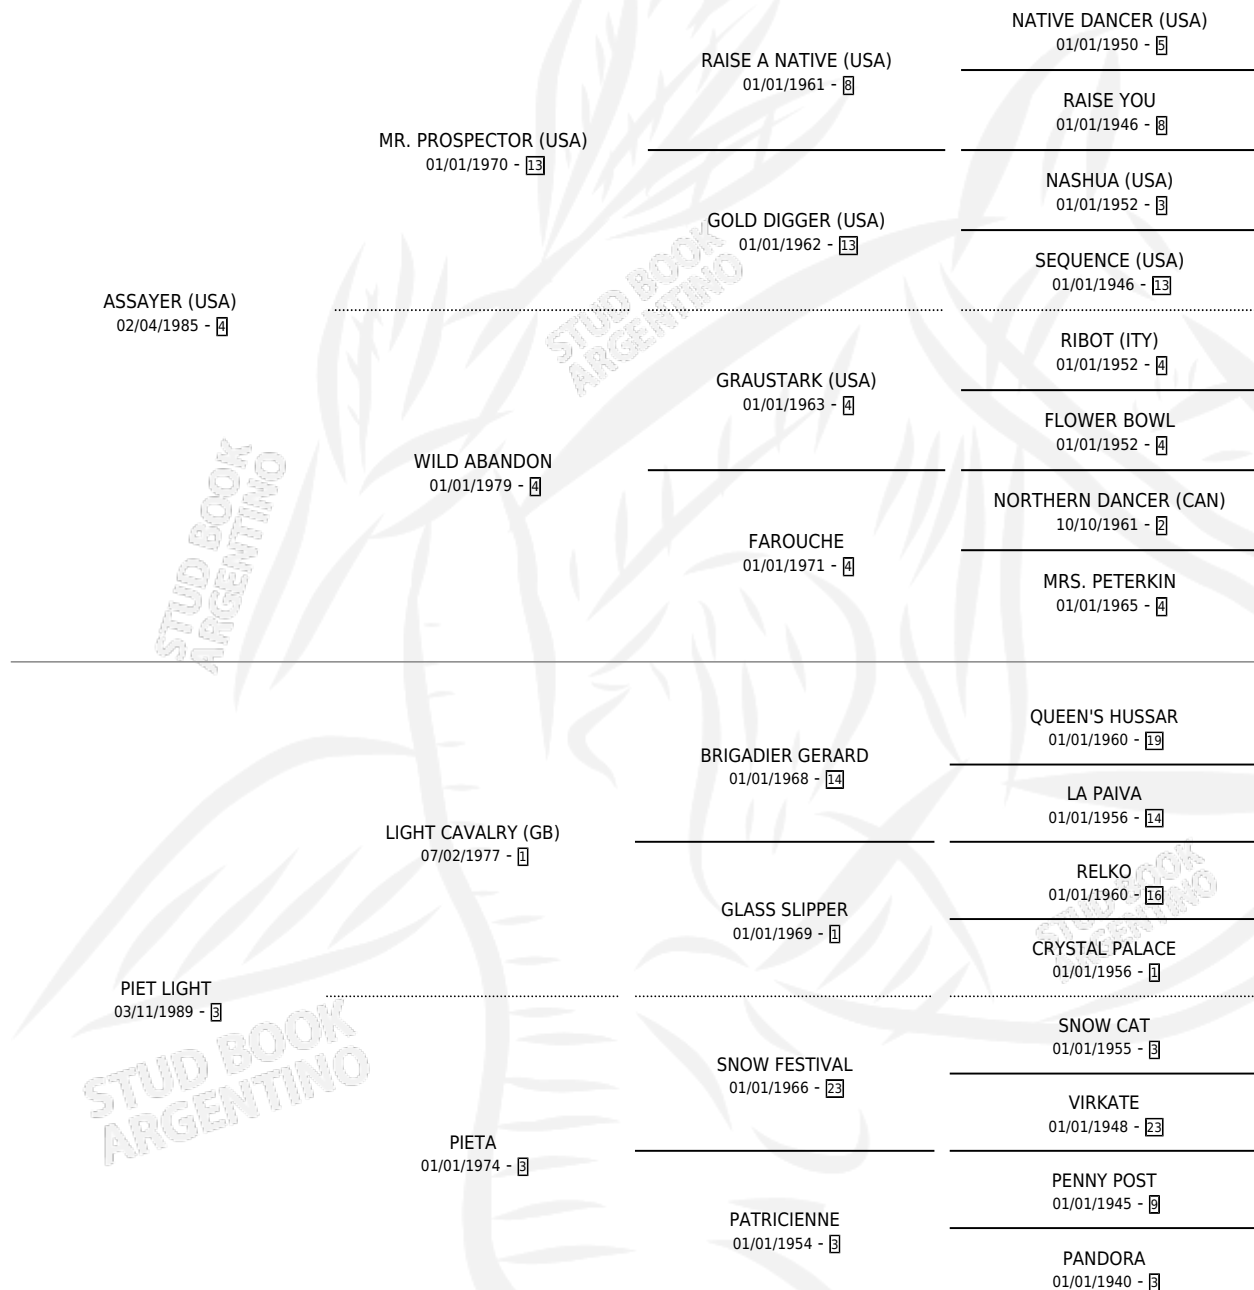 NATIVE DANCER (USA)
01/01/1950 - 5
RAISE A NATIVE (USA)
01/01/1961 - 8
RAISE YOU
01/01/1946 - 8
MR. PROSPECTOR (USA)
01/01/1970 - 13
NASHUA (USA)
01/01/1952 - 3
GOLD DIGGER (USA)
01/01/1962 - 13
SEQUENCE (USA)
01/01/1946 - 13
ASSAYER (USA)
02/04/1985 - 4
RIBOT (ITY)
01/01/1952 - 4
GRAUSTARK (USA)
01/01/1963 - 4
FLOWER BOWL
01/01/1952 - 4
WILD ABANDON
01/01/1979 - 4
NORTHERN DANCER (CAN)
10/10/1961 - 2
FAROUCHE
01/01/1971 - 4
MRS. PETERKIN
01/01/1965 - 4
QUEEN'S HUSSAR
01/01/1960 - 19
BRIGADIER GERARD
01/01/1968 - 14
LA PAIVA
01/01/1956 - 14
LIGHT CAVALRY (GB)
07/02/1977 - 1
RELKO
01/01/1960 - 16
GLASS SLIPPER
01/01/1969 - 1
CRYSTAL PALACE
01/01/1956 - 1
PIET LIGHT
03/11/1989 - 3
SNOW CAT
01/01/1955 - 3
SNOW FESTIVAL
01/01/1966 - 23
VIRKATE
01/01/1948 - 23
PIETA
01/01/1974 - 3
PENNY POST
01/01/1945 - 9
PATRICIENNE
01/01/1954 - 3
PANDORA
01/01/1940 - 3
STUD BOOK
ARGENTINO
STUD BOOK
ARGENTINO
STUD BOOK
ARGENTINO
STUD BOOK
ARGENTINO